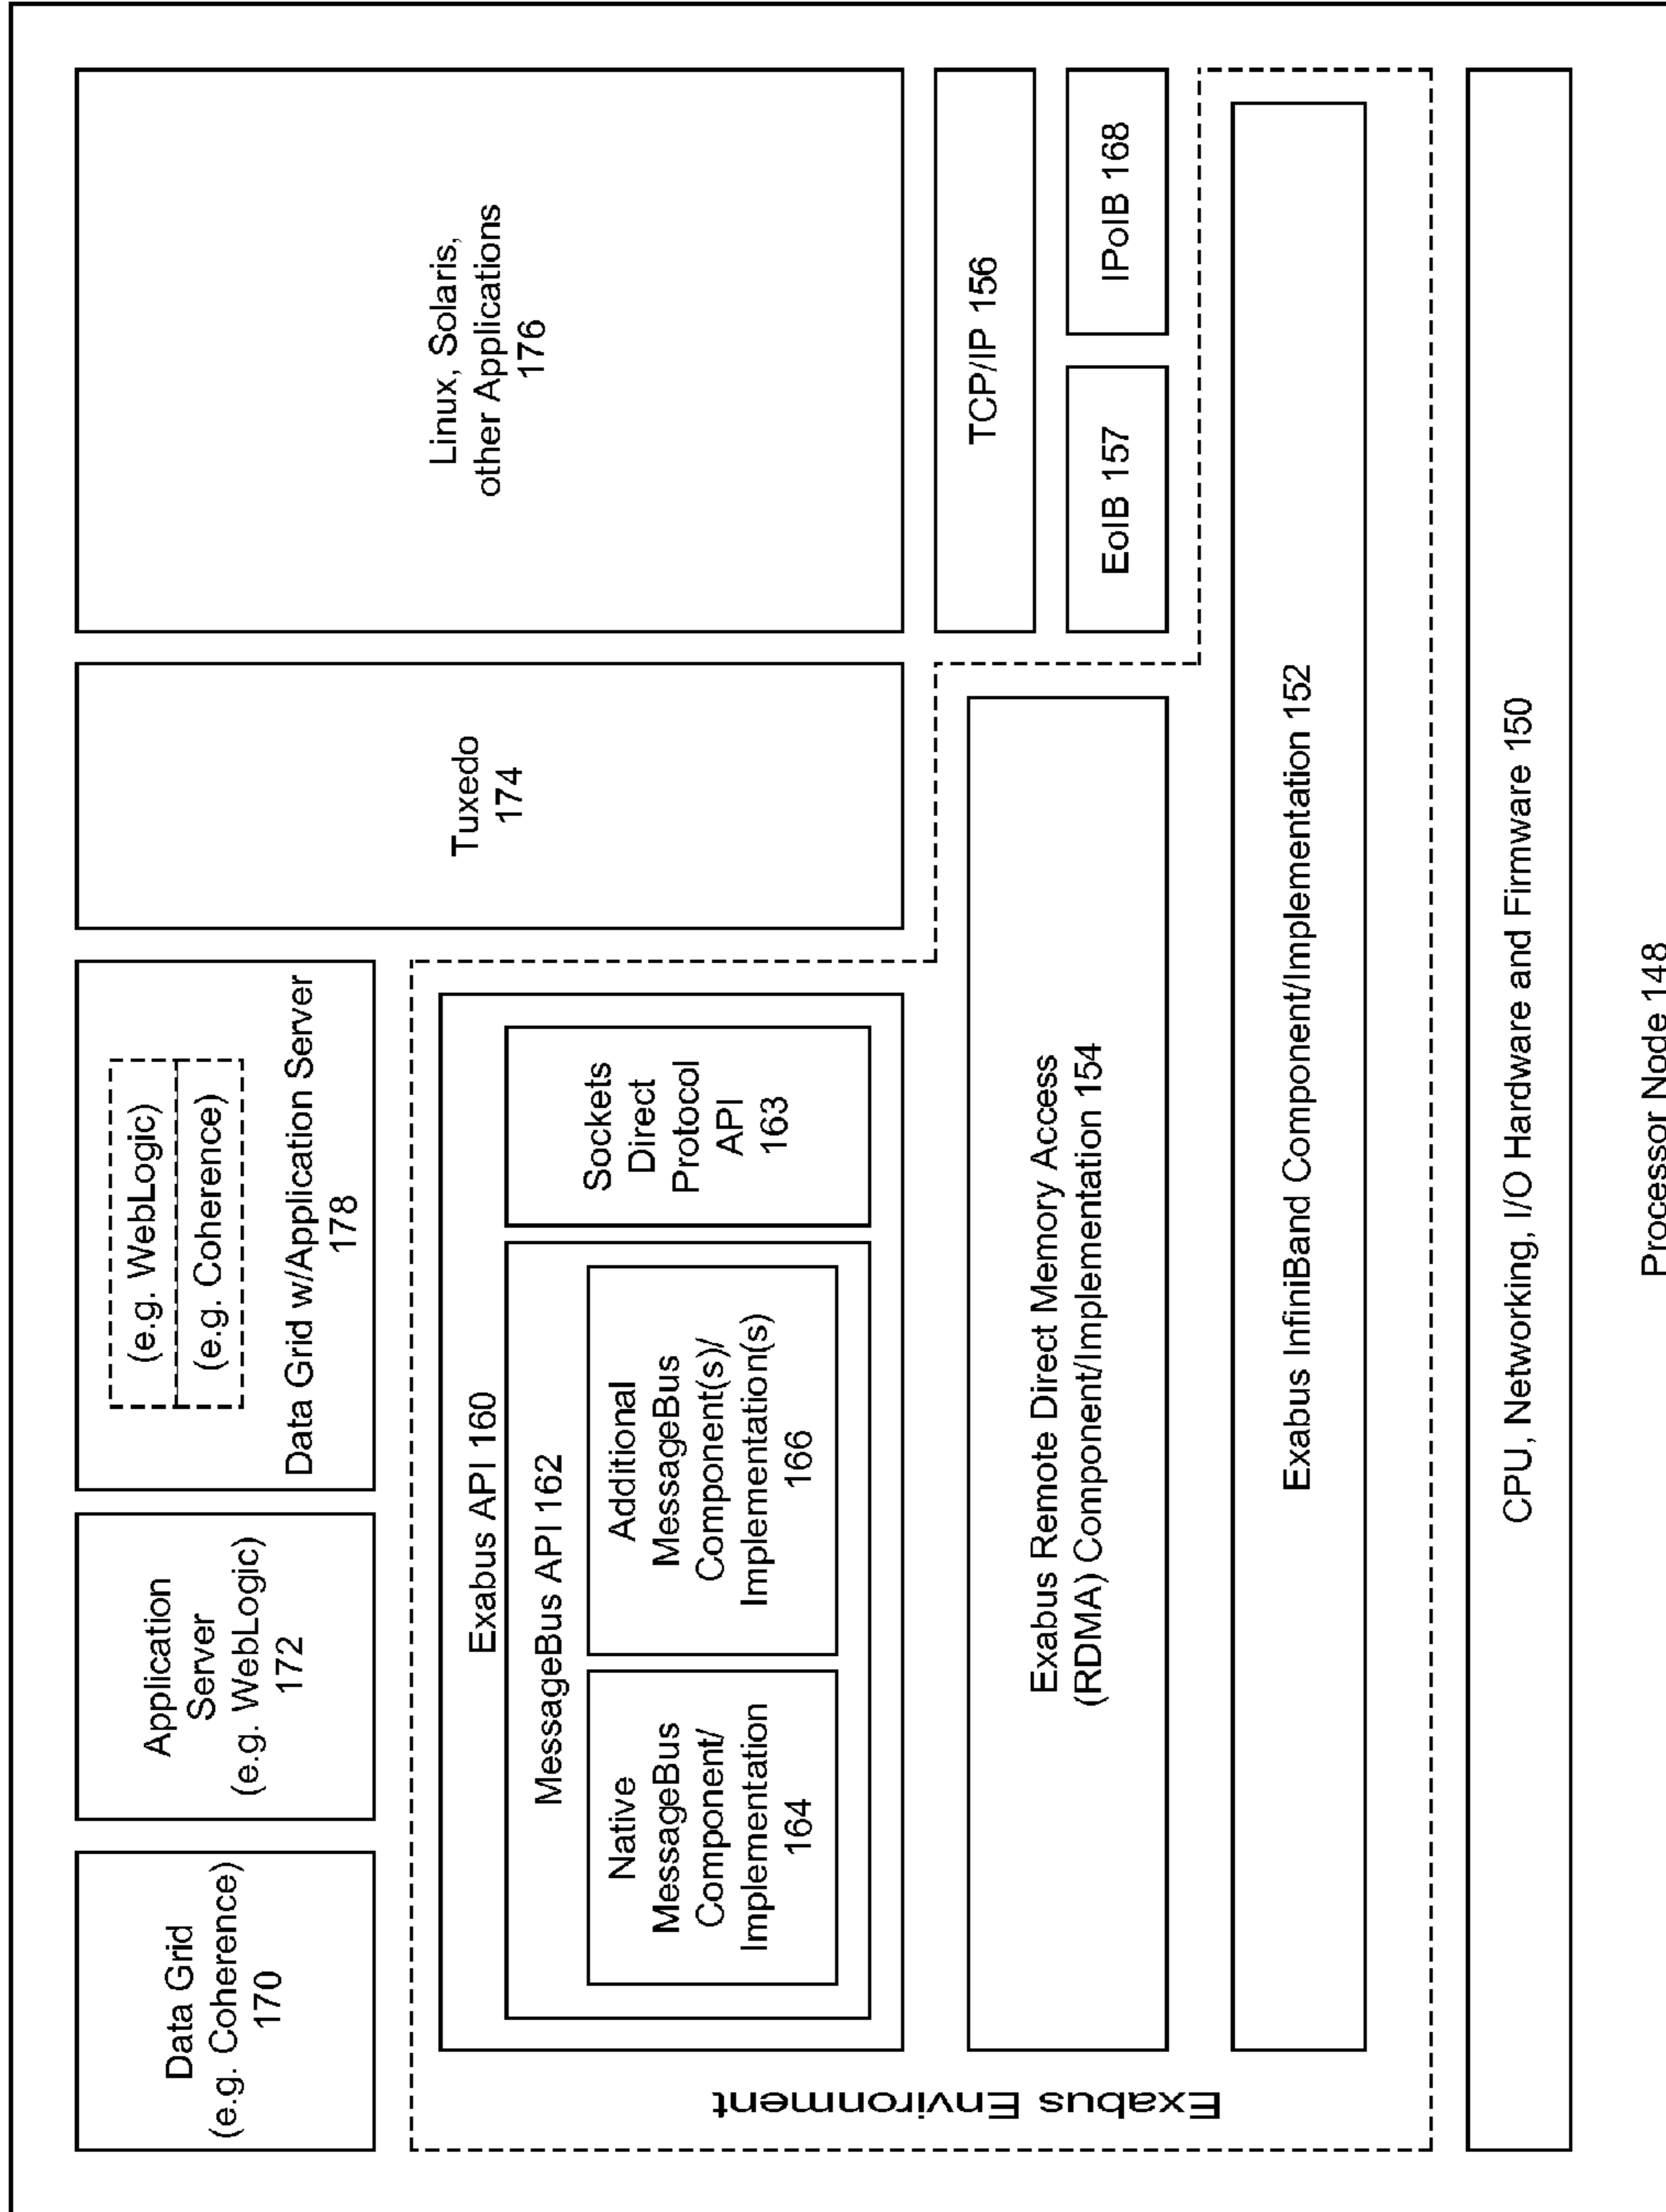 Data Grid
(e.g. Coherence)
170
Application
Server
(e.g. WebLogic)
172
(e.g. WebLogic)
(e.g. Coherence)
Data Grid w/Application Server
178
Tuxedo
174
Linux, Solaris,
other Applications
176
Exabus Environment
Exabus API 160
MessageBus API 162
Native
MessageBus
Component/
Implementation
164
Additional
MessageBus
Component(s)/
Implementation(s)
166
Sockets
Direct
Protocol
API
163
TCP/IP 156
EoIB 157
IPoIB 168
Exabus Remote Direct Memory Access
(RDMA) Component/Implementation 154
Exabus InfiniBand Component/Implementation 152
CPU, Networking, I/O Hardware and Firmware 150
Processor Node 148